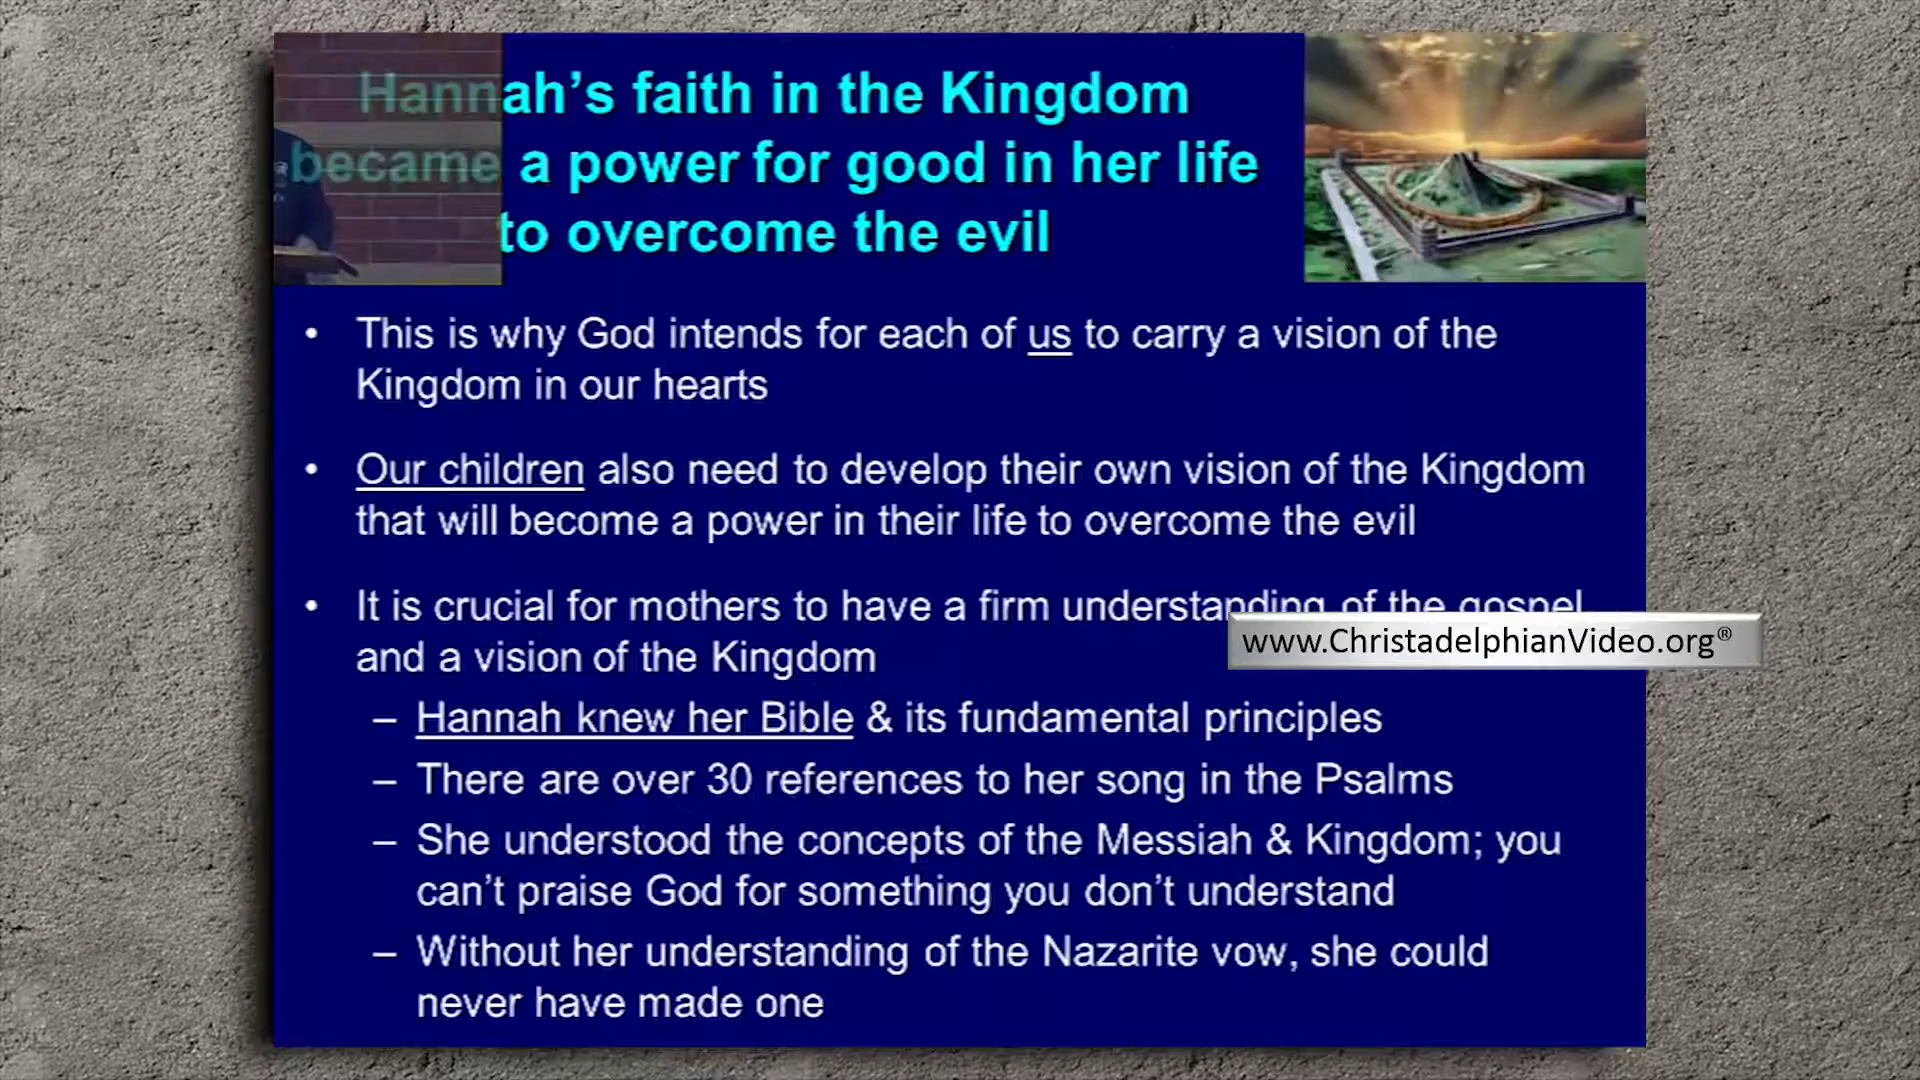 Hannah's faith in the Kingdom
became a power for good in her life
to overcome the evil
• This is why God intends for each of us to carry a vision of the
Kingdom in our hearts
• Our children also need to develop their own vision of the Kingdom
that will become a power in their life to overcome the evil
• It is crucial for mothers to have a firm understanding of the gospel
www.ChristadelphianVideo.org®
and a vision of the Kingdom
– Hannah knew her Bible & its fundamental principles
– There are over 30 references to her song in the Psalms
– She understood the concepts of the Messiah & Kingdom; you
can't praise God for something you don't understand
– Without her understanding of the Nazarite vow, she could
never have made one